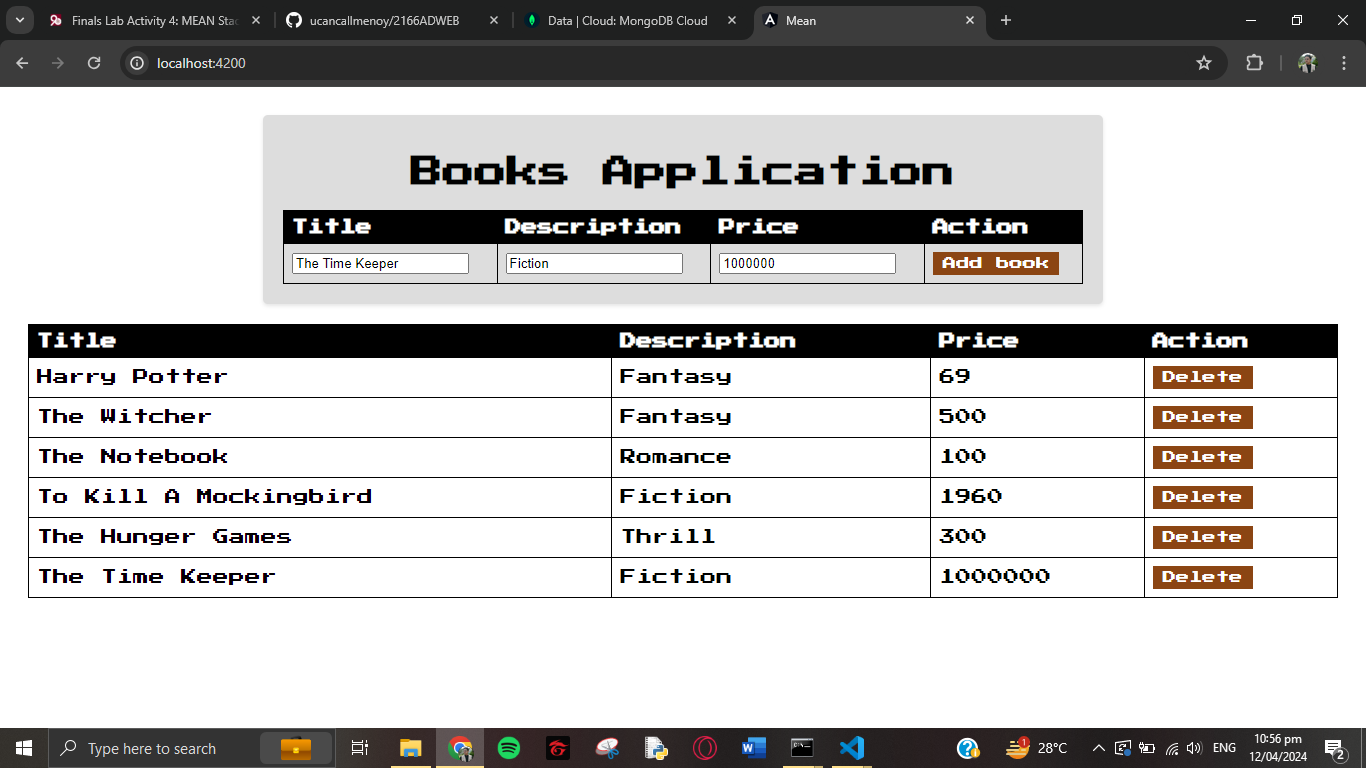 Finals Lab Activity 4: MEAN Stac
ucancallmenoy/2166ADWEB
Data | Cloud: MongoDB Cloud
Mean
localhost:4200
Books Application
Title Description Price Action
The Time Keeper Fiction 1000000 Add book
Title Description Price Action
Harry Potter Fantasy 69 Delete
The Witcher Fantasy 500 Delete
The Notebook Romance 100 Delete
To Kill A Mockingbird Fiction 1960 Delete
The Hunger Games Thrill 300 Delete
The Time Keeper Fiction 1000000 Delete
Type here to search
1
28°C
ENG
10:56 pm
12/04/2024
2